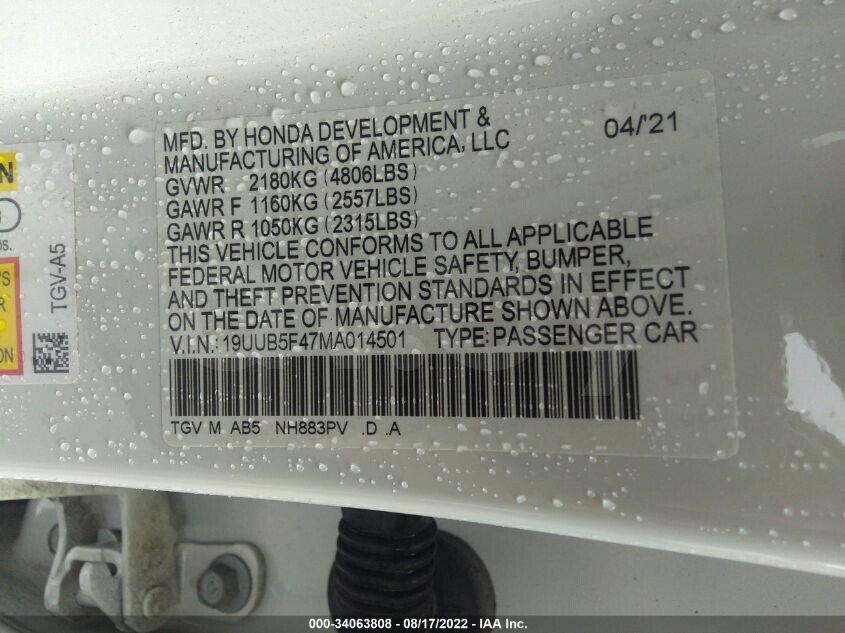 MFD. BY HONDA DEVELOPMENT & 04/'21
MANUFACTURING OF AMERICA, LLC
GVWR 2180KG (4806LBS)
GAWR F 1160KG (2557LBS)
GAWR R 1050KG (2315LBS)
THIS VEHICLE CONFORMS TO ALL APPLICABLE
FEDERAL MOTOR VEHICLE SAFETY, BUMPER,
AND THEFT PREVENTION STANDARDS IN EFFECT
ON THE DATE OF MANUFACTURE SHOWN ABOVE.
V.I.N.: 19UUB5F47MA014501 TYPE: PASSENGER CAR
TGV M AB5 NH883PV .D .A
TGV-A5
000-34063808 - 08/17/2022 - IAA Inc.